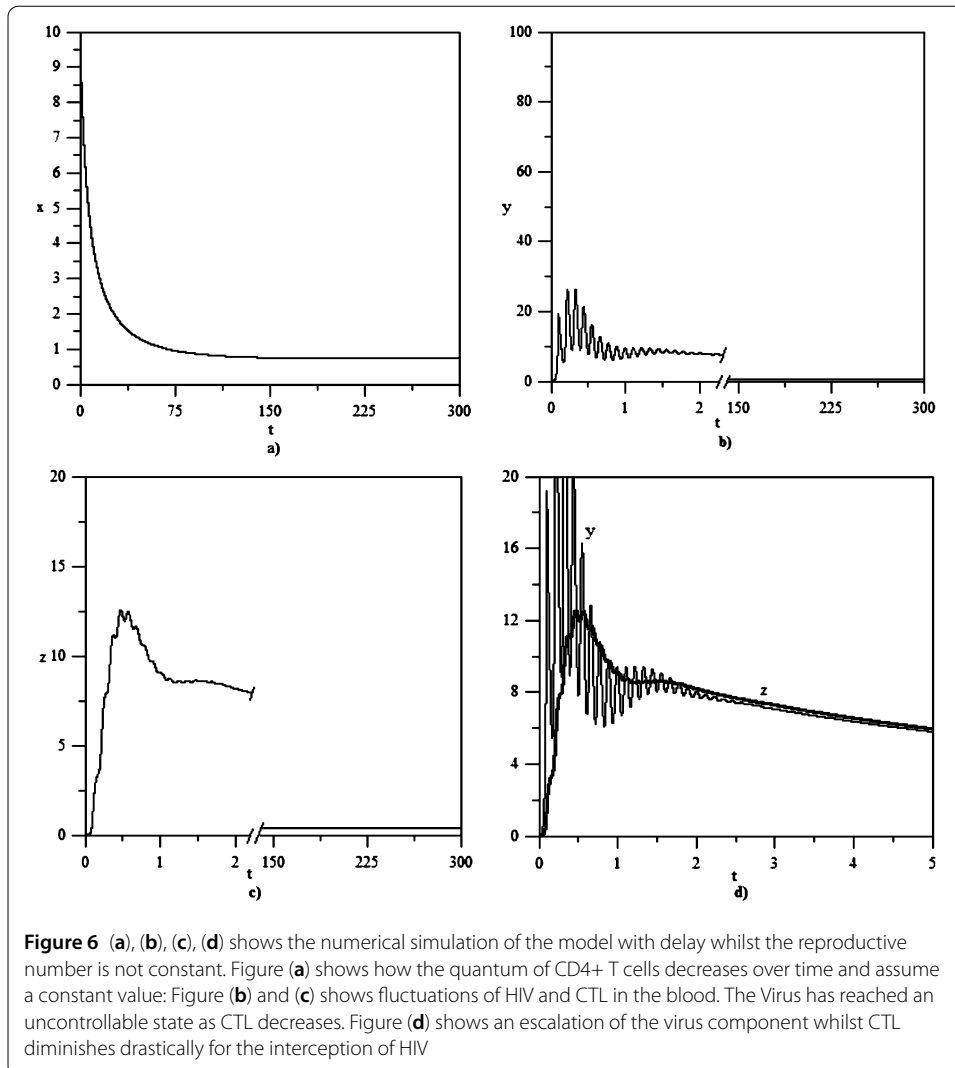 10
9
8
7
6
x 5
4
3
2
1
0
0 75 150 225 300
t
a)
100
80
y
60
40
20
0
0 1 2 150 225 300
t
b)
20
15
z 10
5
0
0 1 2 150 225 300
t
c)
20
16
12
8
4
0
y
z
0 1 2 3 4 5
t
d)
Figure 6 (a), (b), (c), (d) shows the numerical simulation of the model with delay whilst the reproductive
number is not constant. Figure (a) shows how the quantum of CD4+ T cells decreases over time and assume
a constant value: Figure (b) and (c) shows fluctuations of HIV and CTL in the blood. The Virus has reached an
uncontrollable state as CTL decreases. Figure (d) shows an escalation of the virus component whilst CTL
diminishes drastically for the interception of HIV